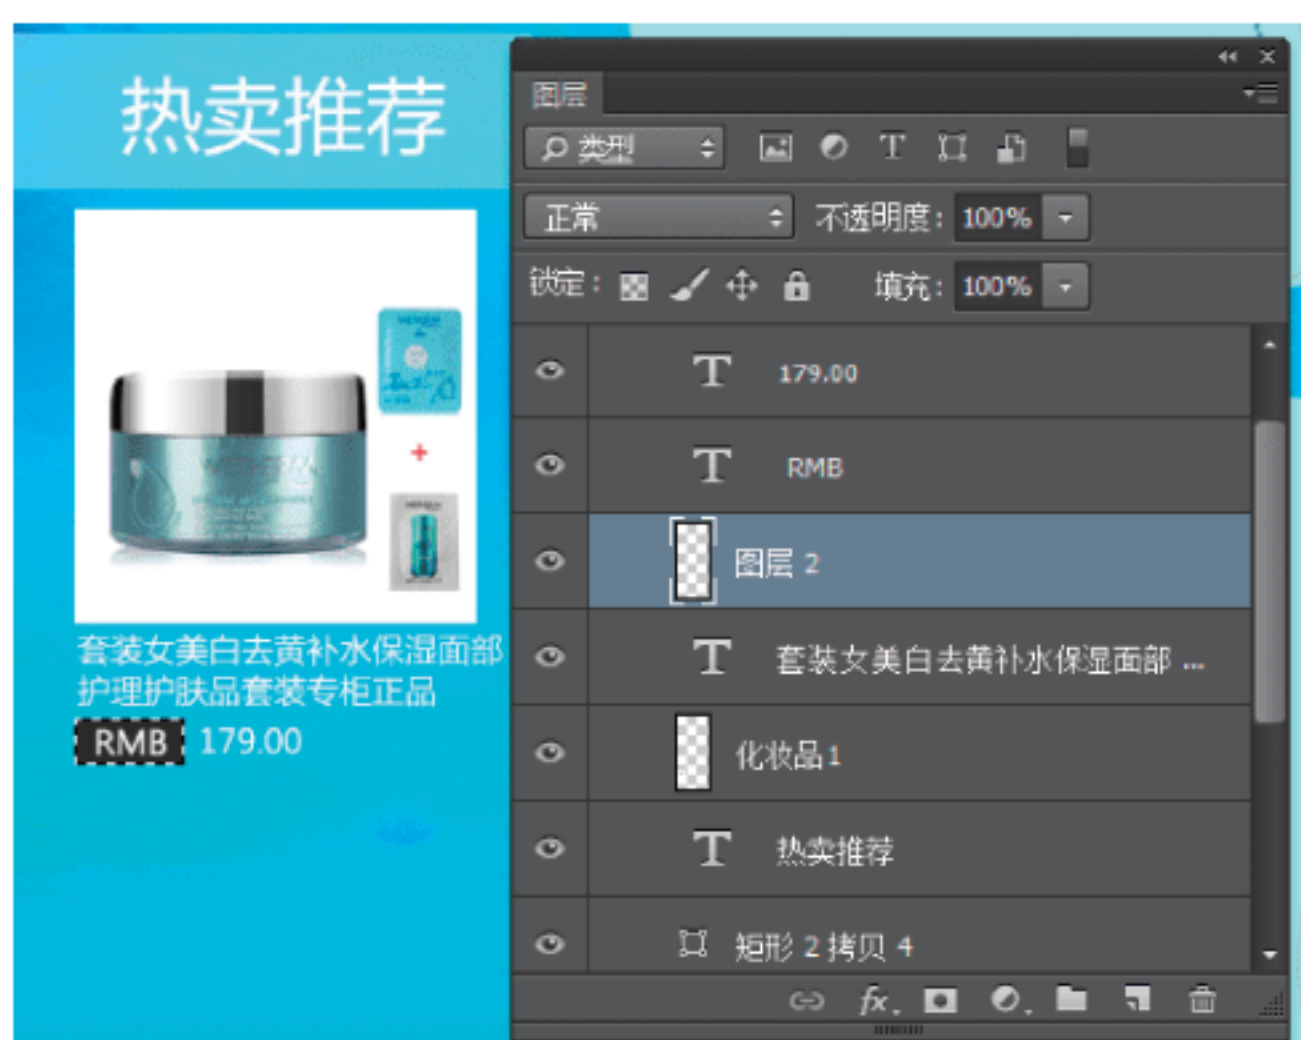 热卖推荐
套装女美白去黄补水保湿面部
护理护肤品套装专柜正品
RMB 179.00
图层
类型
正常
不透明度: 100%
锁定:
填充: 100%
179.00
RMB
图层 2
套装女美白去黄补水保湿面部 ...
化妆品1
热卖推荐
矩形 2 拷贝 4
fx